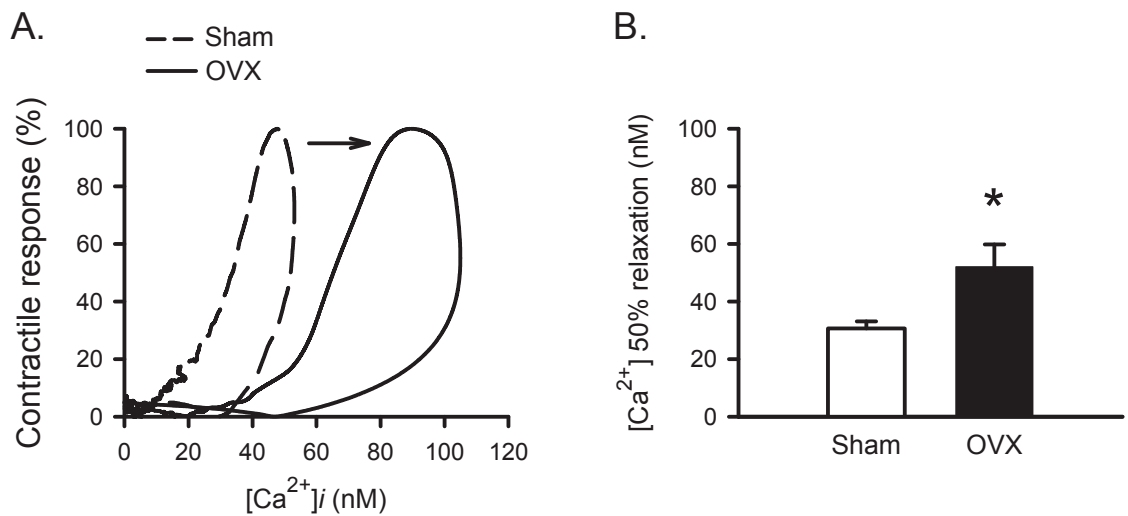 A.
Sham
OVX
Contractile response (%)
100
80
60
40
20
0
0 20 40 60 80 100 120
[Ca2+]i (nM)
B.
[Ca2+] 50% relaxation (nM)
100
80
60
40
20
0
*
Sham OVX